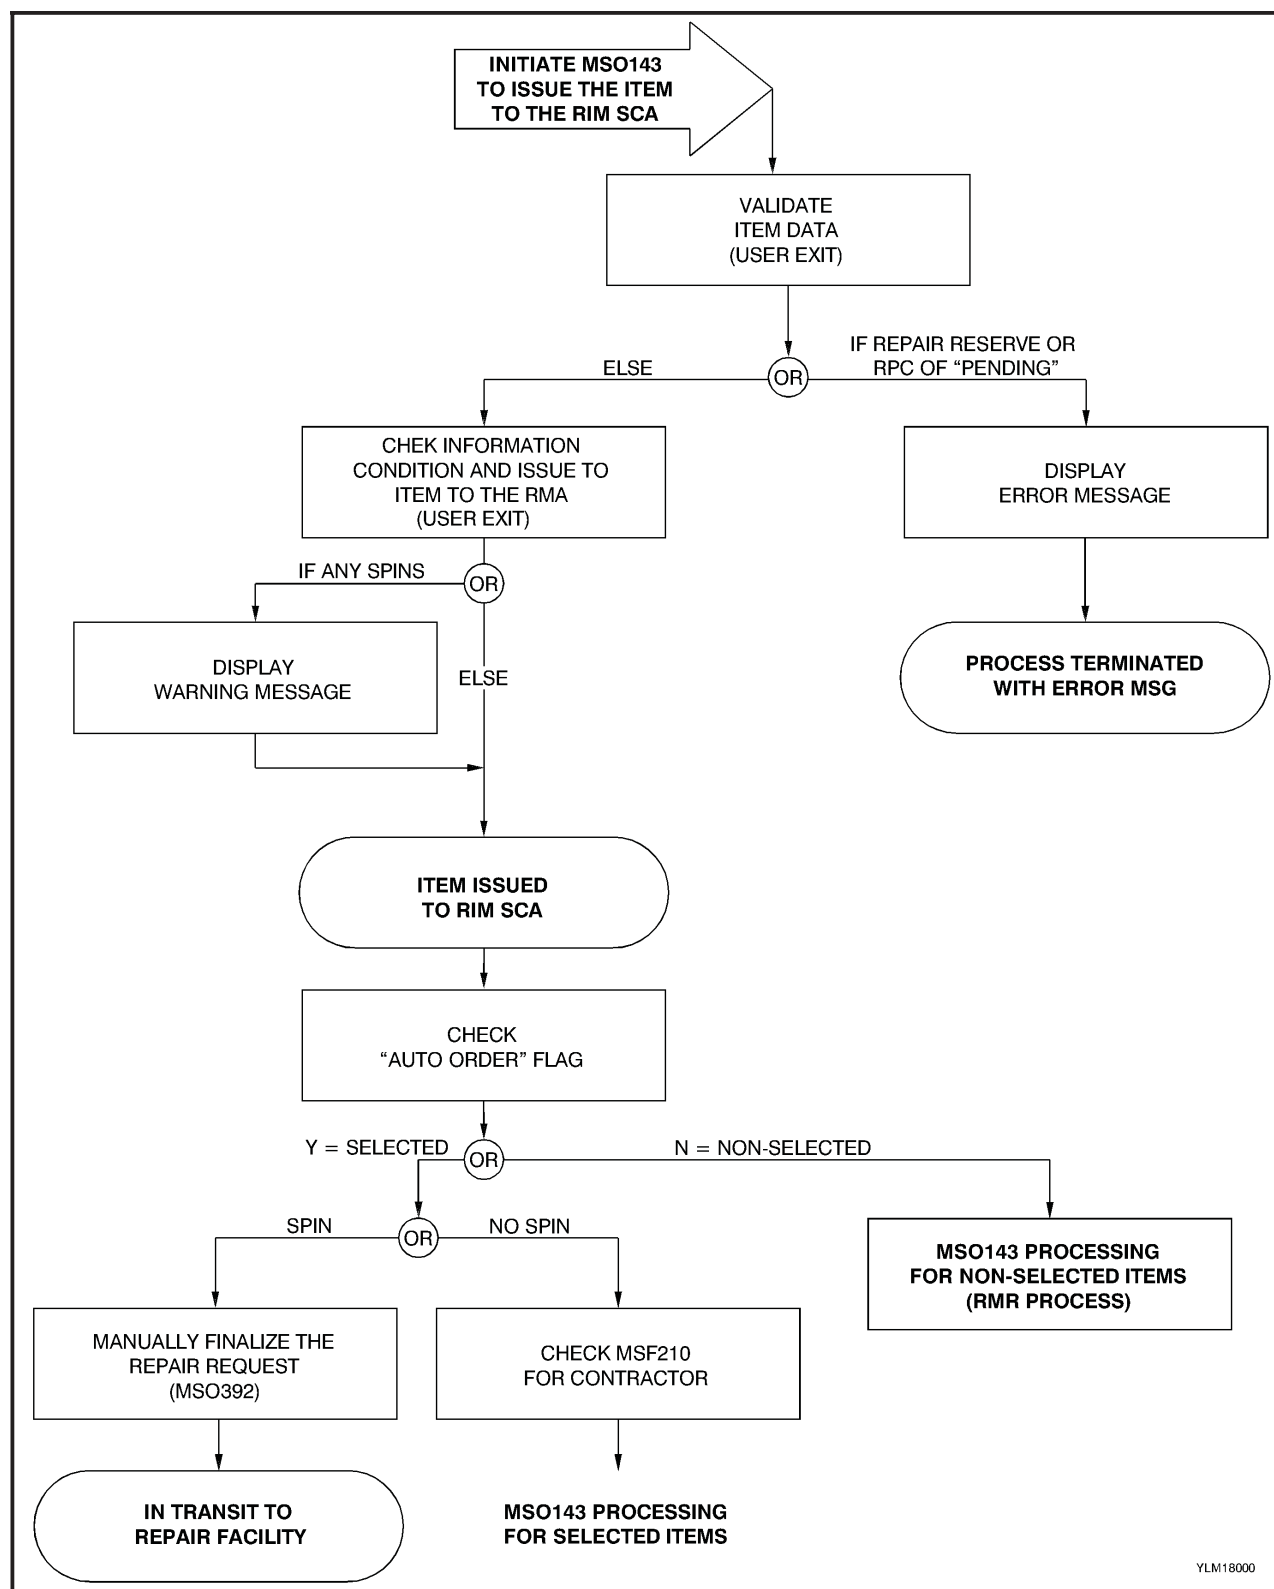 INITIATE MSO143
TO ISSUE THE ITEM
TO THE RIM SCA
VALIDATE
ITEM DATA
(USER EXIT)
IF REPAIR RESERVE OR
RPC OF “PENDING”
ELSE
OR
CHEK INFORMATION
CONDITION AND ISSUE TO
ITEM TO THE RMA
(USER EXIT)
DISPLAY
ERROR MESSAGE
IF ANY SPINS
OR
DISPLAY
WARNING MESSAGE
ELSE
PROCESS TERMINATED
WITH ERROR MSG
ITEM ISSUED
TO RIM SCA
CHECK
“AUTO ORDER” FLAG
Y = SELECTED
OR
N = NON-SELECTED
SPIN
OR
NO SPIN
MSO143 PROCESSING
FOR NON-SELECTED ITEMS
(RMR PROCESS)
MANUALLY FINALIZE THE
REPAIR REQUEST
(MSO392)
CHECK MSF210
FOR CONTRACTOR
IN TRANSIT TO
REPAIR FACILITY
MSO143 PROCESSING
FOR SELECTED ITEMS
YLM18000